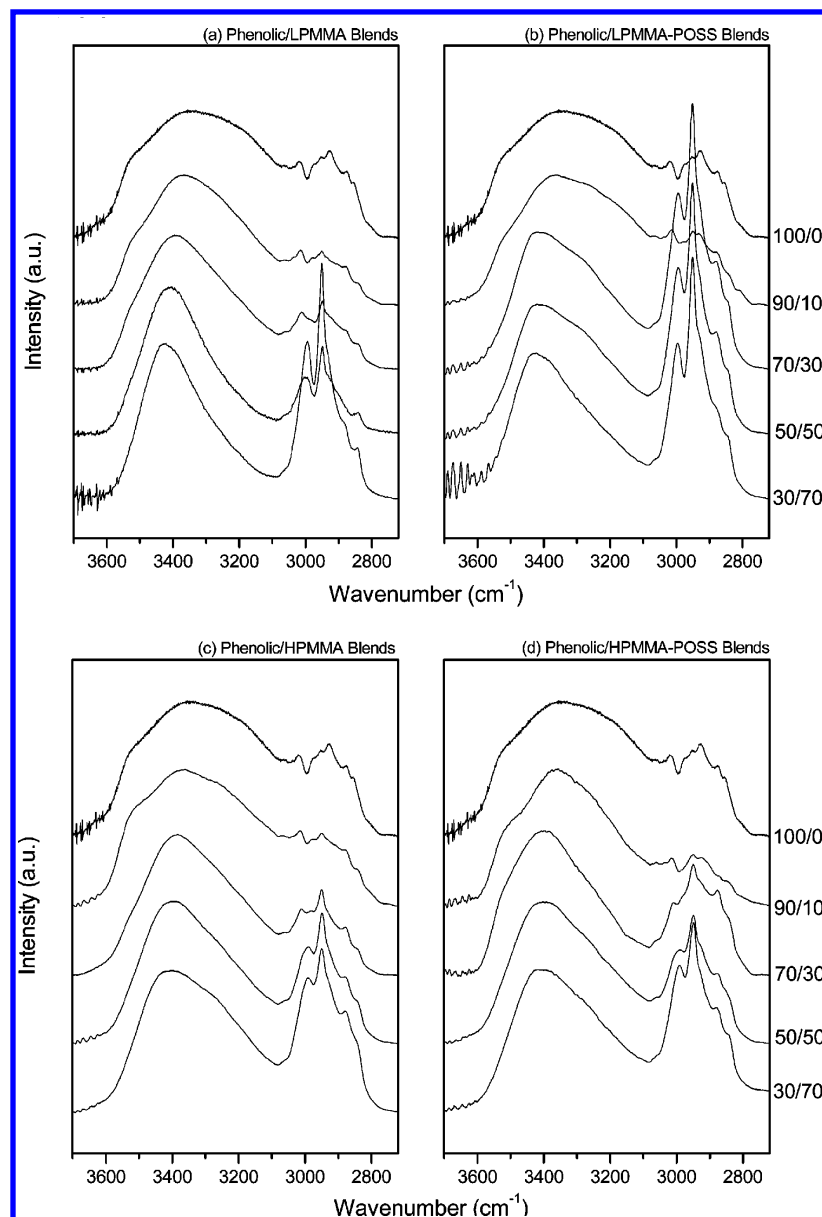 (a) Phenolic/LPMMA Blends
(b) Phenolic/LPMMA-POSS Blends
Intensity (a.u.)
100/0
90/10
70/30
50/50
30/70
3600 3400 3200 3000 2800
3600 3400 3200 3000 2800
Wavenumber (cm⁻¹)
(c) Phenolic/HPMMA Blends
(d) Phenolic/HPMMA-POSS Blends
Intensity (a.u.)
100/0
90/10
70/30
50/50
30/70
3600 3400 3200 3000 2800
3600 3400 3200 3000 2800
Wavenumber (cm⁻¹)